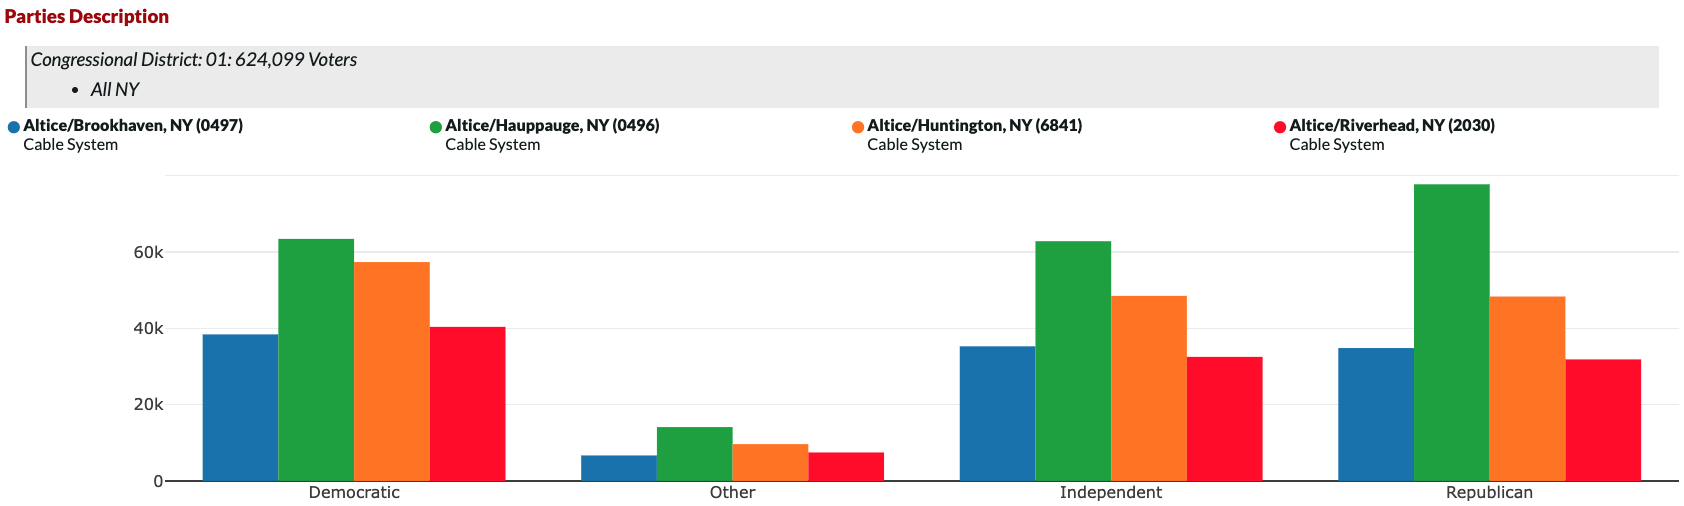 Parties Description
Congressional District: 01: 624,099 Voters
• All NY
Altice/Brookhaven, NY (0497)
Cable System
Altice/Hauppauge, NY (0496)
Cable System
Altice/Huntington, NY (6841)
Cable System
Altice/Riverhead, NY (2030)
Cable System
60k
40k
20k
0
Democratic
Other
Independent
Republican